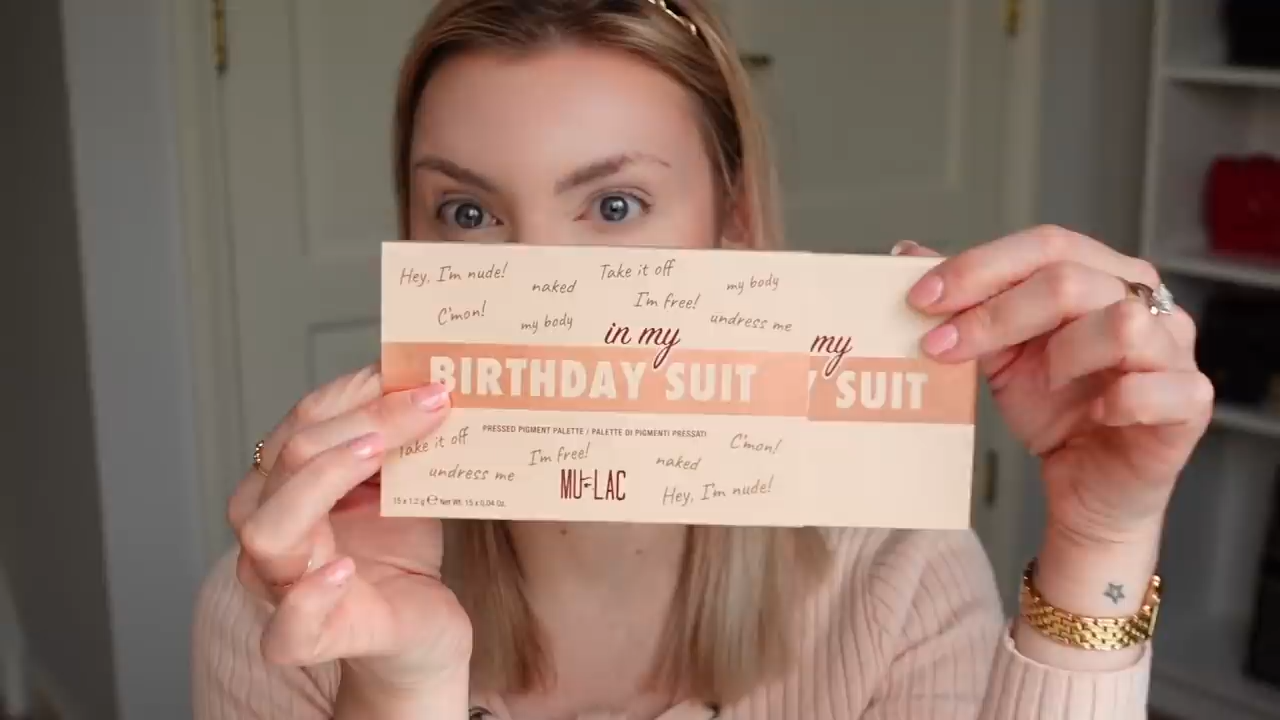 Hey, I'm nude! naked Take it off my body
C'mon! my body I'm free! undress me
in my my
BIRTHDAY SUIT Y SUIT
PRESSED PIGMENT PALETTE / PALETTE DI PIGMENTI PRESSATI
Take it off I'm free! naked C'mon!
undress me MU-LAC Hey, I'm nude!
15 x 1.2 g ℮ Net Wt. 15 x 0.04 Oz.